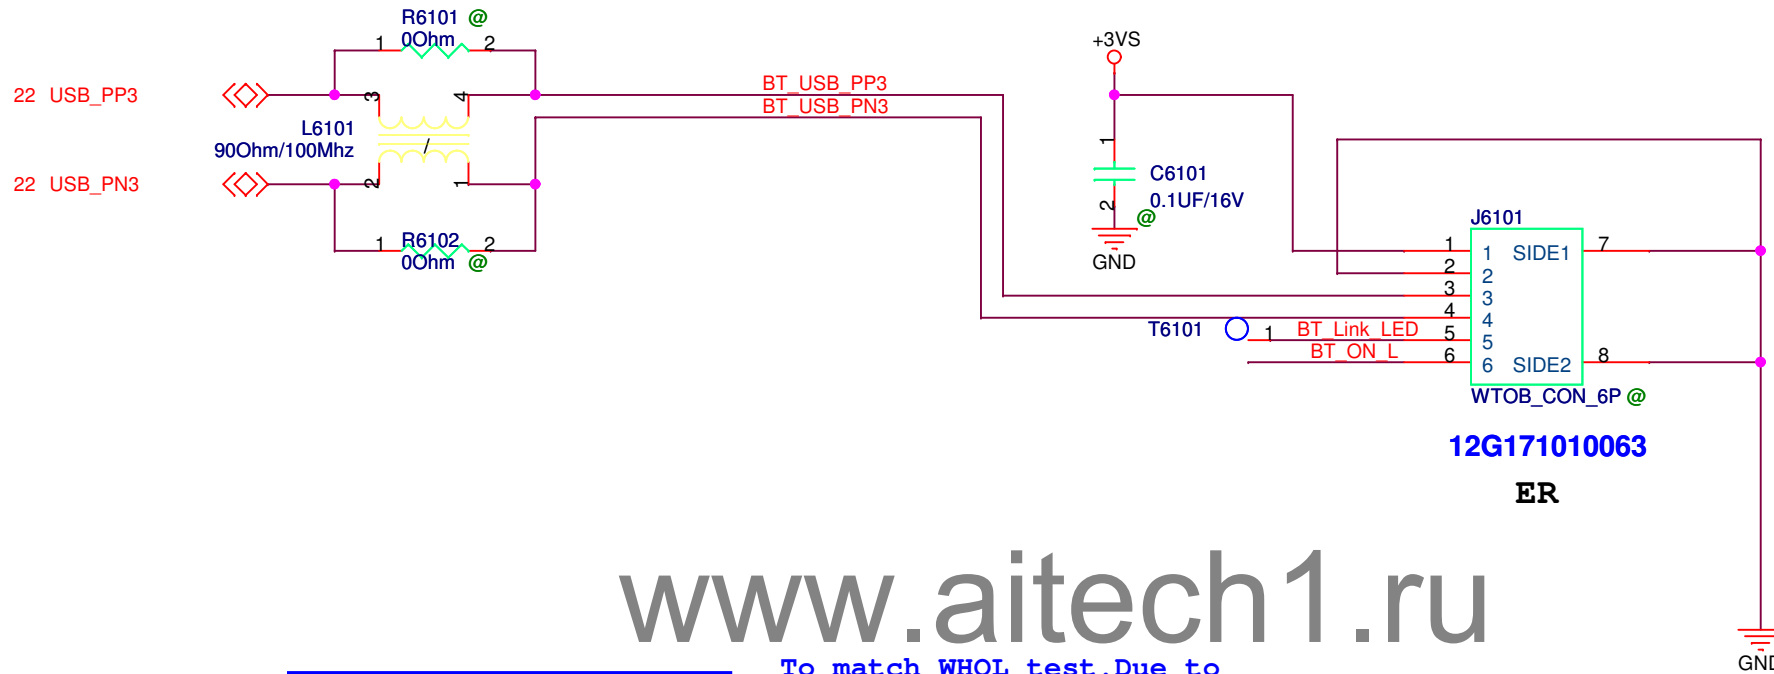 R6101 @
0Ohm
1 2
+3VS
22 USB_PP3
3 4
BT_USB_PP3
BT_USB_PN3
L6101
90Ohm/100Mhz
/
1
22 USB_PN3
2 1
C6101
0.1UF/16V
2
@
GND
R6102
1 2
0Ohm @
J6101
1 1 SIDE1 7
2 2
3 3
4 4
T6101 1 BT_Link_LED 5 5
BT_ON_L 6 6 SIDE2 8
WTOB_CON_6P @
12G171010063
ER
www.aitech1.ru
To match WHQL test.Due to
GND